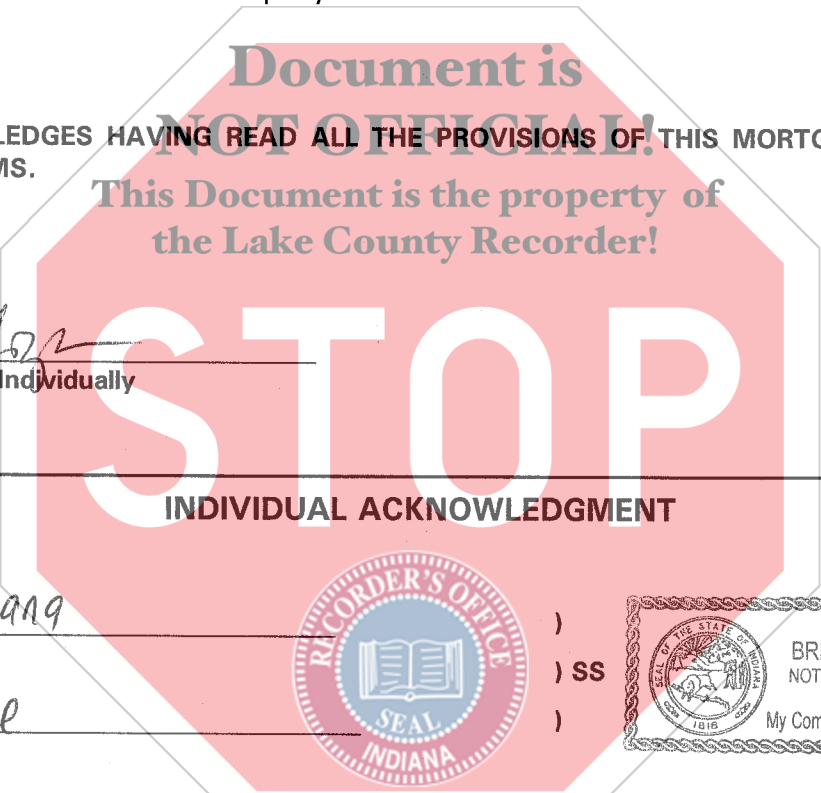 Document is
NOT OFFICIAL!
LEDGES HAVING READ ALL THE PROVISIONS OF THIS MORTG
MS.
This Document is the property of
the Lake County Recorder!
STOP
Individually
INDIVIDUAL ACKNOWLEDGMENT
RECORDER'S OFFICE
SEAL
INDIANA
ana
)
) SS
)
SEAL OF THE STATE OF INDIANA
1816
BRI
NOT
My Com